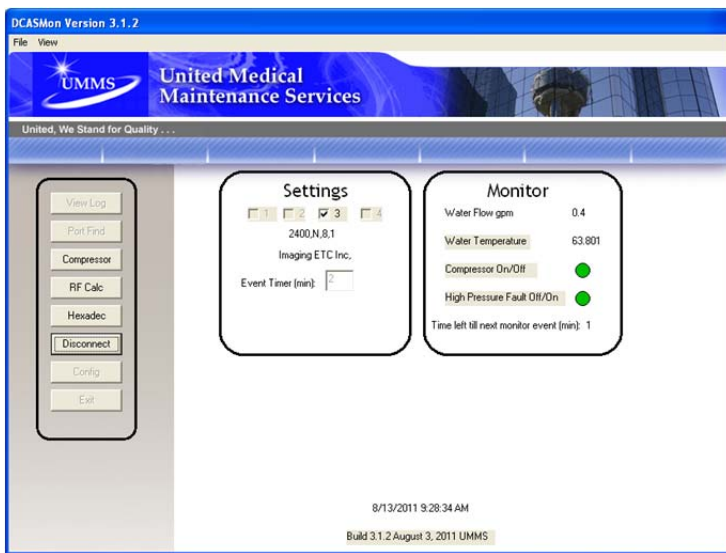 DCASMon Version 3.1.2
File View
UMMS
United Medical
Maintenance Services
United, We Stand for Quality . . .
View Log
Port Find
Compressor
RF Calc
Hexadec
Disconnect
Config
Exit
Settings
1 2 3 4
2400,N,8,1
Imaging ETC Inc,
Event Timer (min): 2
Monitor
Water Flow gpm 0.4
Water Temperature 63.801
Compressor On/Off
High Pressure Fault Off/On
Time left till next monitor event (min): 1
8/13/2011 9:28:34 AM
Build 3.1.2 August 3, 2011 UMMS